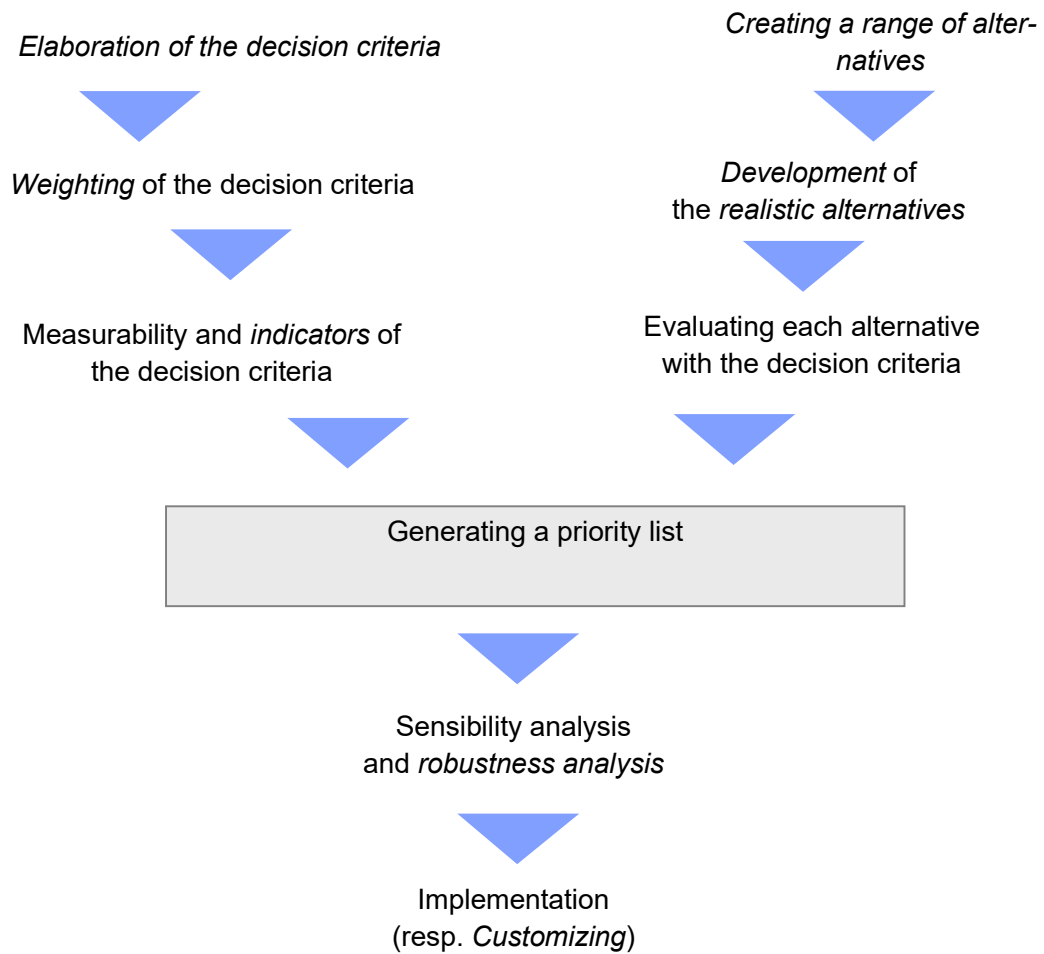 Elaboration of the decision criteria
Creating a range of alter-
natives
Weighting of the decision criteria
Development of
the realistic alternatives
Measurability and indicators of
the decision criteria
Evaluating each alternative
with the decision criteria
Generating a priority list
Sensibility analysis
and robustness analysis
Implementation
(resp. Customizing)